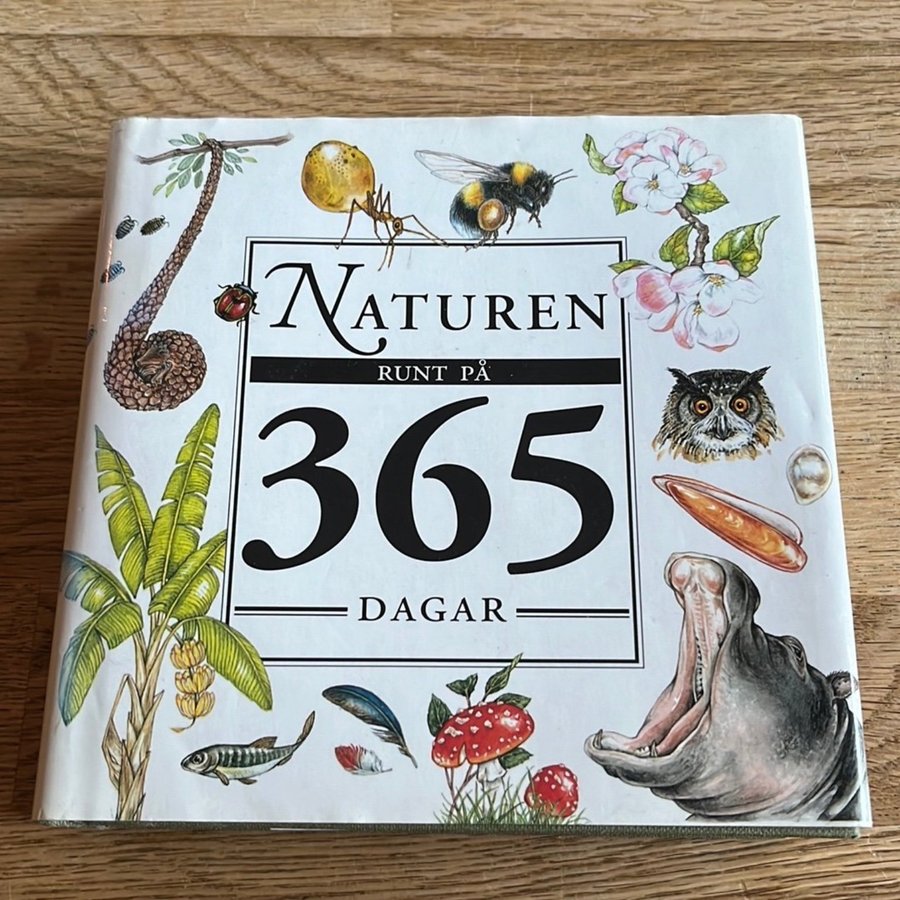 NATUREN
RUNT PÅ
365
DAGAR